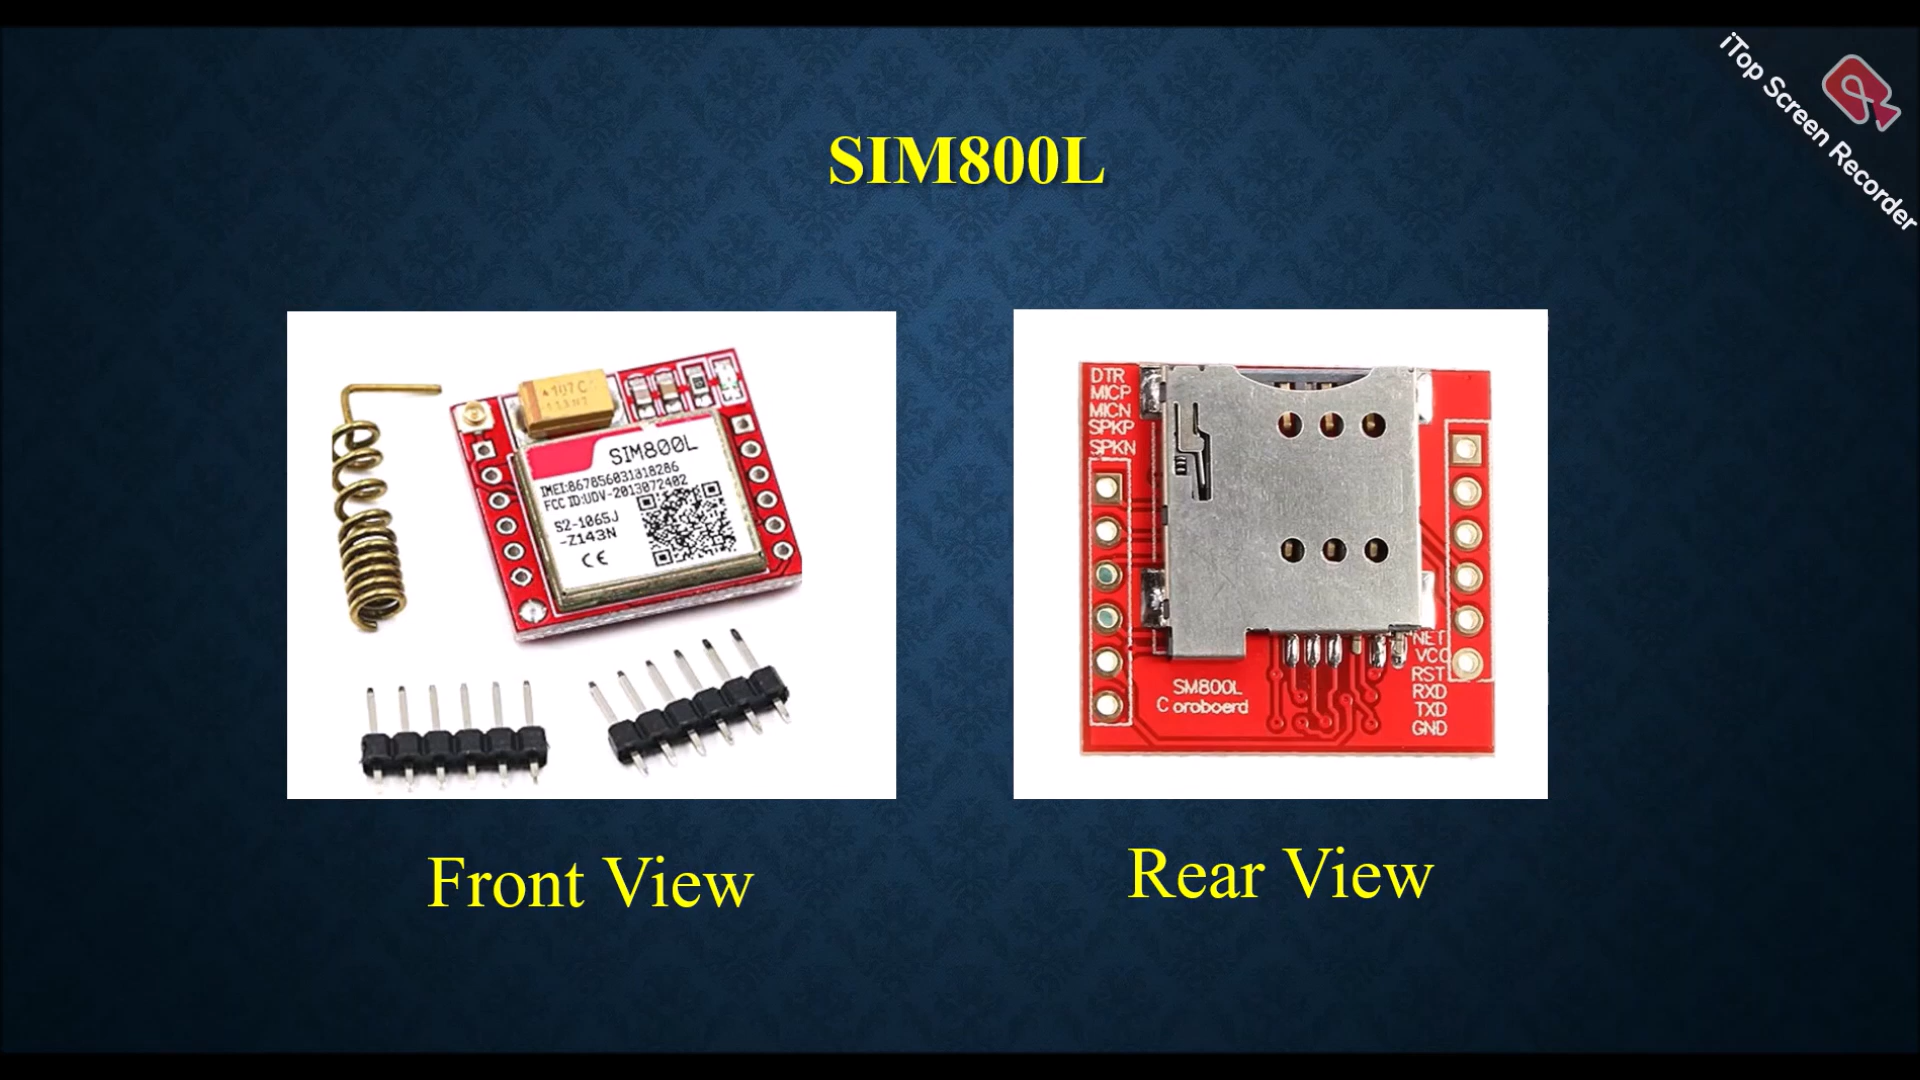 iTop Screen Recorder
SIM800L
107C
SIM800L
IMEI:867856031318286
FCC ID:UDV-2013072402
S2-1065J
-Z143N
CE
DTR
MICP
MICN
SPKP
SPKN
NET
VCC
RST
RXD
TXD
GND
SM800L
C oroboerd
Front View
Rear View